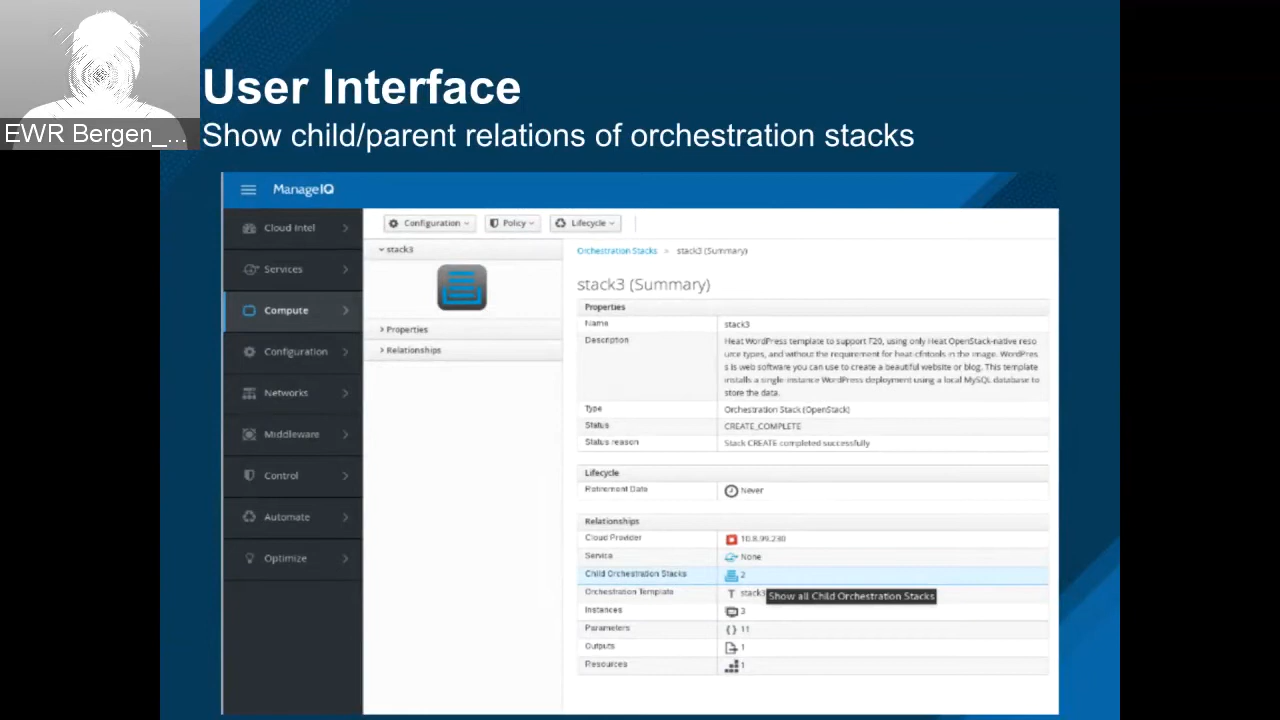 User Interface
EWR Bergen_...
Show child/parent relations of orchestration stacks
ManageIQ
Cloud Intel
Services
Compute
Configuration
Networks
Middleware
Control
Automate
Optimize
Configuration
Policy
Lifecycle
stack3
Properties
Relationships
Orchestration Stacks > stack3 (Summary)
stack3 (Summary)
Properties
Name stack3
Description Heat WordPress template to support F20, using only Heat OpenStack-native reso
urce types, and without the requirement for heat-cfntools in the image. WordPres
s is web software you can use to create a beautiful website or blog. This template
installs a single-instance WordPress deployment using a local MySQL database to
store the data.
Type Orchestration Stack (OpenStack)
Status CREATE_COMPLETE
Status reason Stack CREATE completed successfully
Lifecycle
Retirement Date Never
Relationships
Cloud Provider 10.8.99.230
Service None
Child Orchestration Stacks 2
Orchestration Template stack3
Show all Child Orchestration Stacks
Instances 3
Parameters 11
Outputs 1
Resources 1